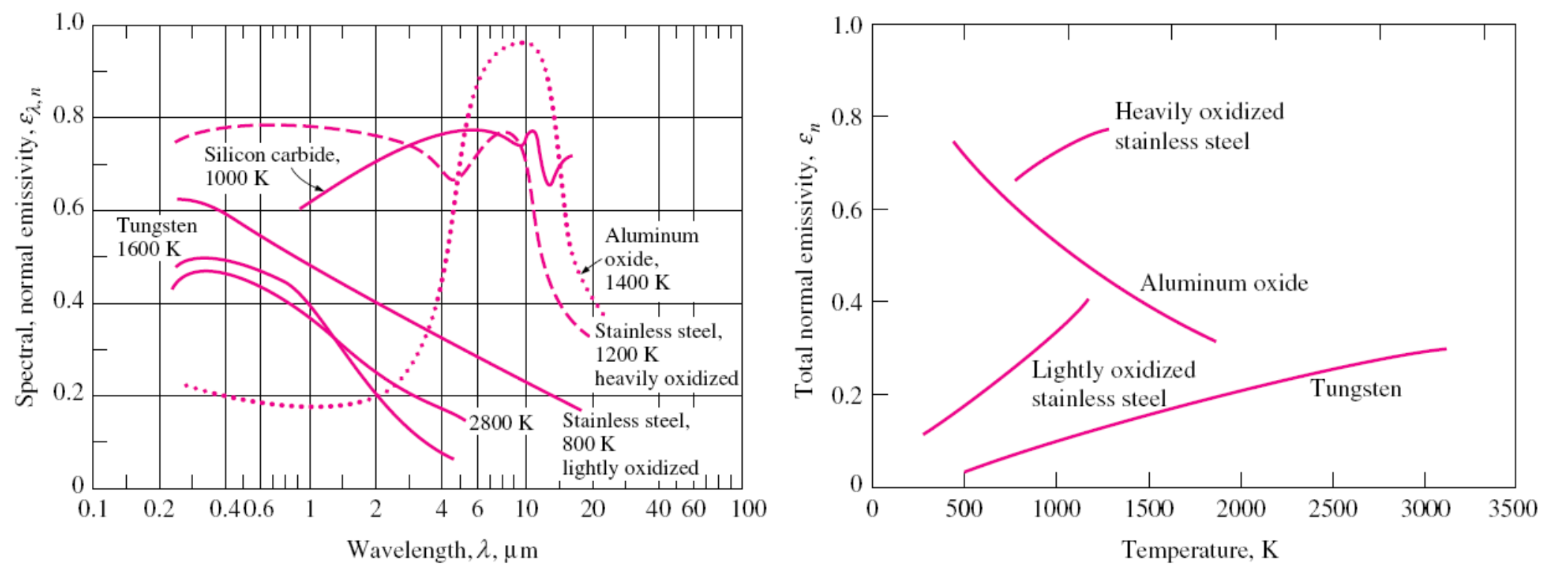 Spectral, normal emissivity, ε_λ,n
1.0
0.8
0.6
0.4
0.2
0
Silicon carbide,
1000 K
Tungsten
1600 K
Aluminum
oxide,
1400 K
Stainless steel,
1200 K
heavily oxidized
2800 K
Stainless steel,
800 K
lightly oxidized
0.1 0.2 0.4 0.6 1 2 4 6 10 20 40 60 100
Wavelength, λ, μm
Total normal emissivity, ε_n
1.0
0.8
0.6
0.4
0.2
0
Heavily oxidized
stainless steel
Aluminum oxide
Lightly oxidized
stainless steel
Tungsten
0 500 1000 1500 2000 2500 3000 3500
Temperature, K